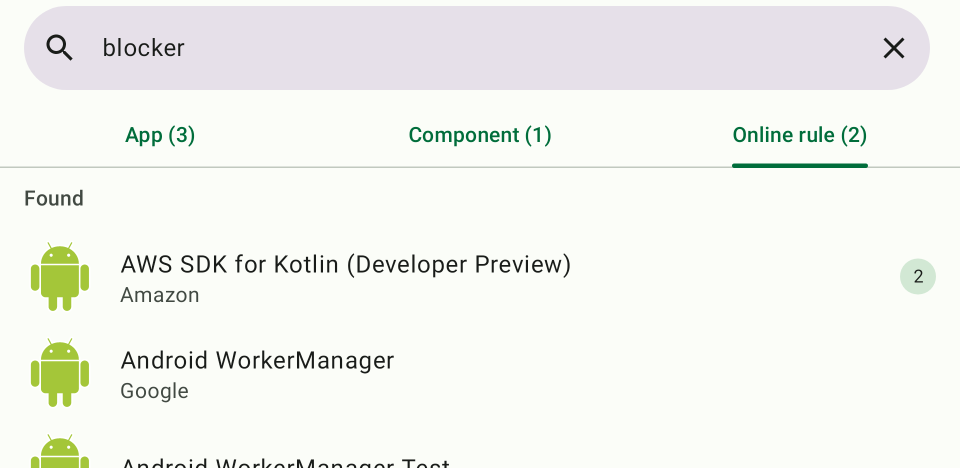 blocker
App (3)
Component (1)
Online rule (2)
Found
AWS SDK for Kotlin (Developer Preview)
Amazon
2
Android WorkerManager
Google
Android WorkerManager Test